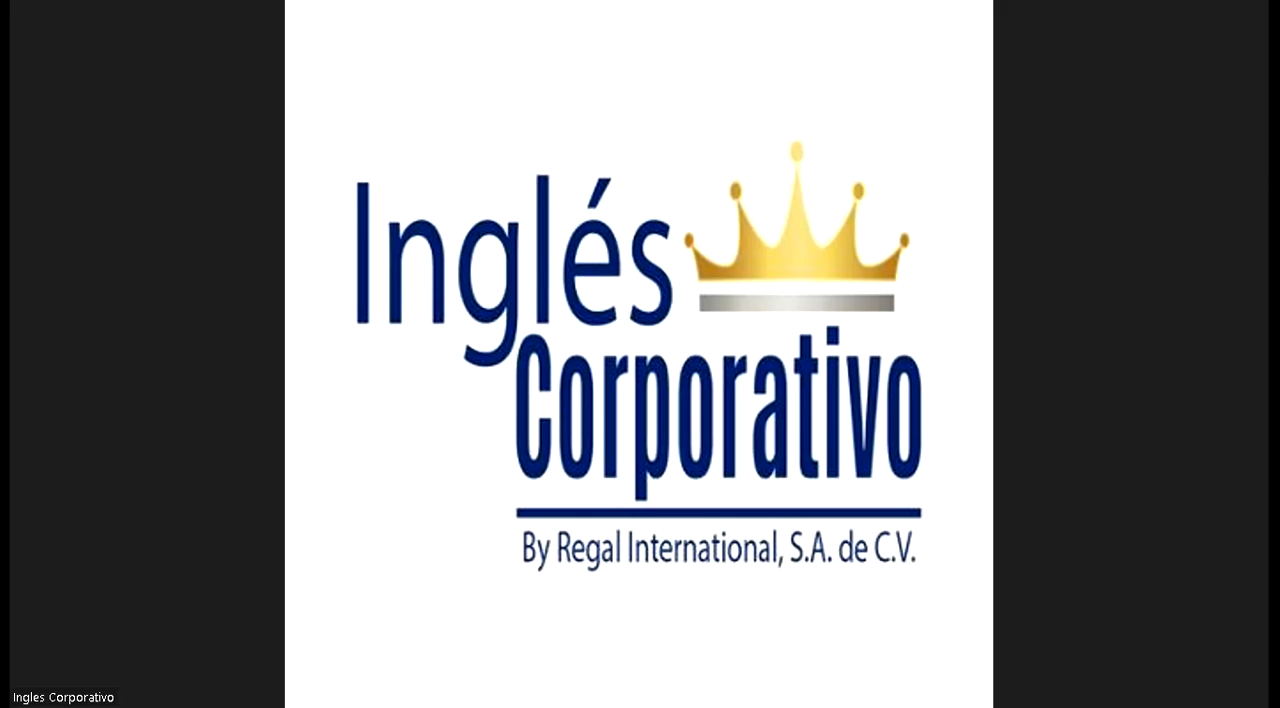 Inglés
Corporativo
By Regal International, S.A. de C.V.
Ingles Corporativo